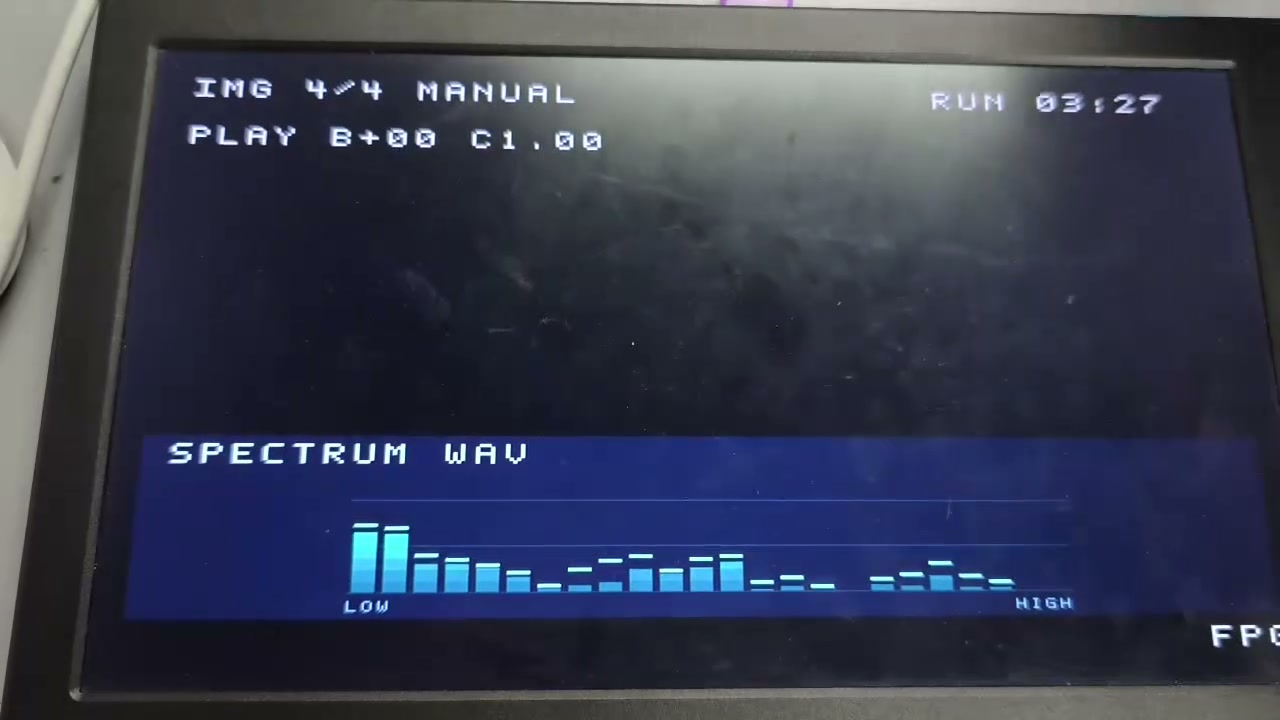 IMG 4/4 MANUAL
RUN 03:27
PLAY B+00 C1.00
SPECTRUM WAV
LOW
HIGH